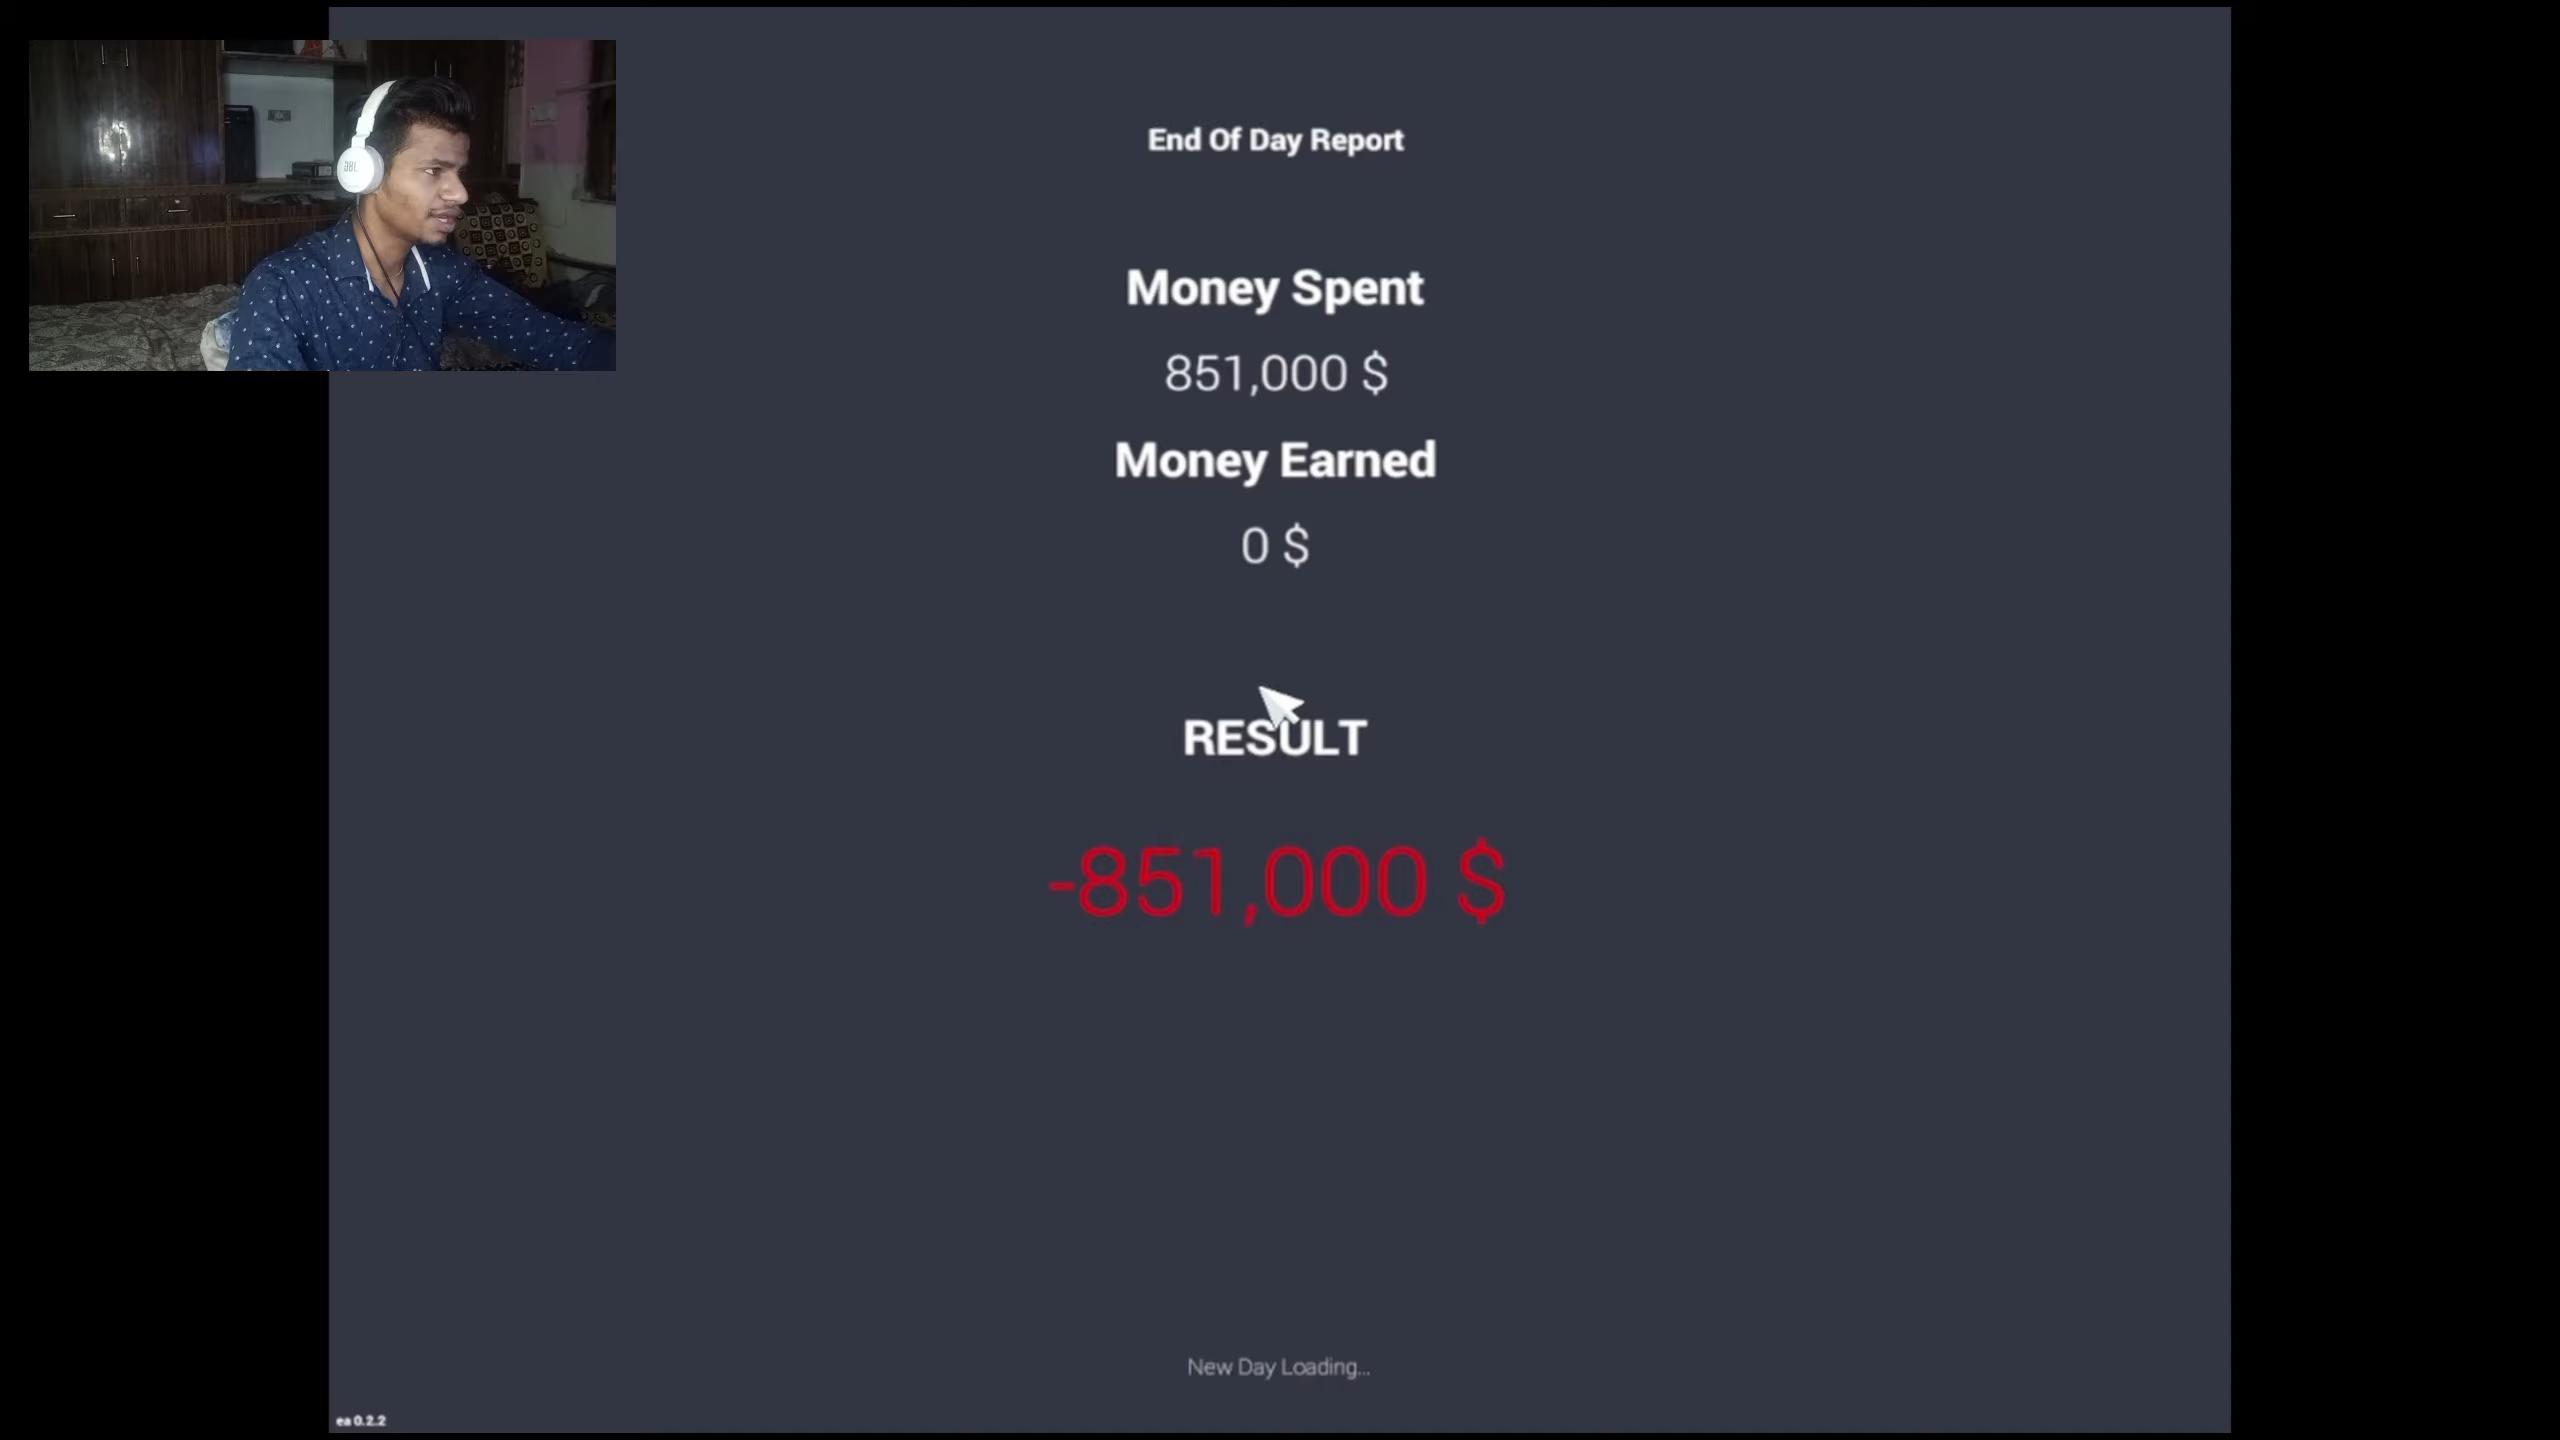 JBL
End Of Day Report
Money Spent
851,000 $
Money Earned
0 $
RESULT
-851,000 $
New Day Loading...
ea 0.2.2